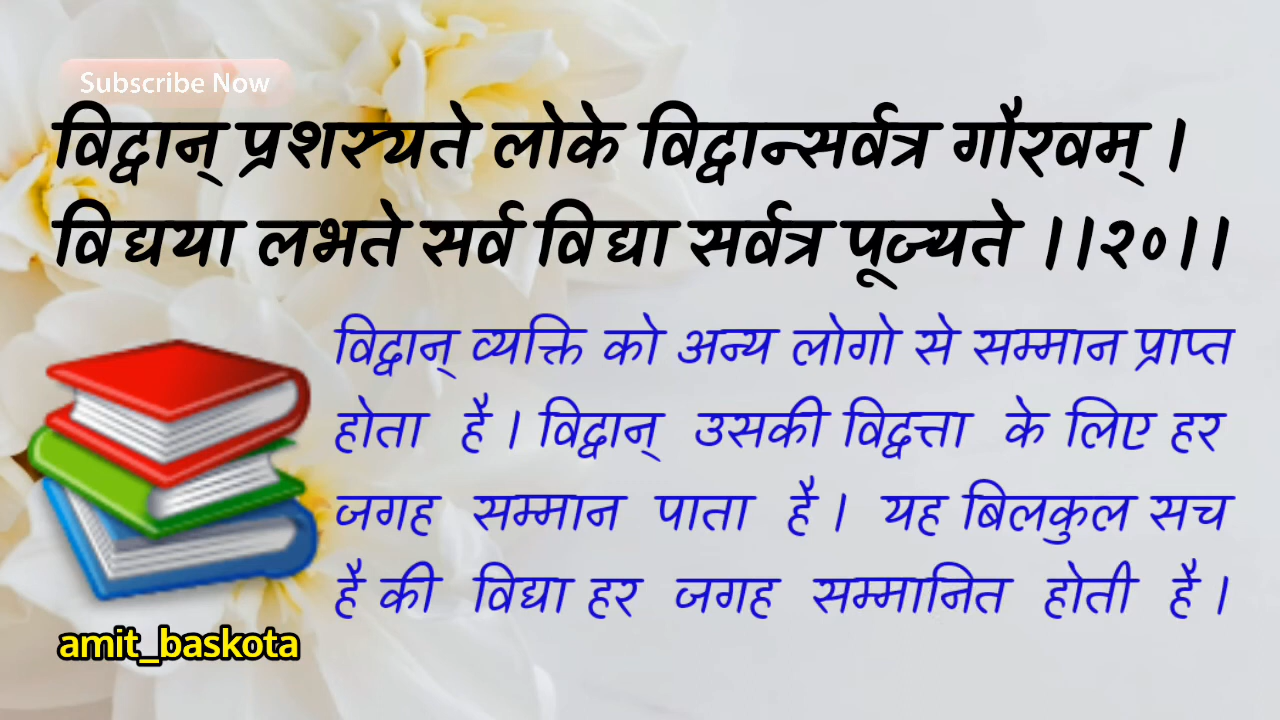 Subscribe Now
विद्वान् प्रशस्यते लोके विद्वान्सर्वत्र गौरवम् ।
विद्यया लभते सर्व विद्या सर्वत्र पूज्यते ।।२०।।
विद्वान् व्यक्ति को अन्य लोगो से सम्मान प्राप्त
होता है । विद्वान् उसकी विद्वत्ता के लिए हर
जगह सम्मान पाता है । यह बिलकुल सच
है की विद्या हर जगह सम्मानित होती है ।
amit_baskota